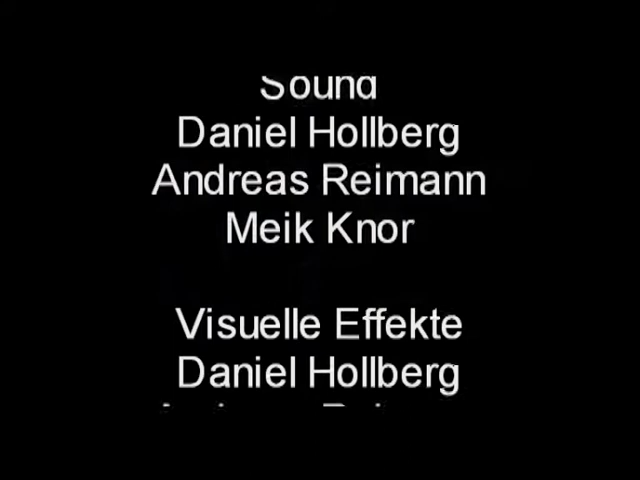 Sound
Daniel Hollberg
Andreas Reimann
Meik Knor
Visuelle Effekte
Daniel Hollberg